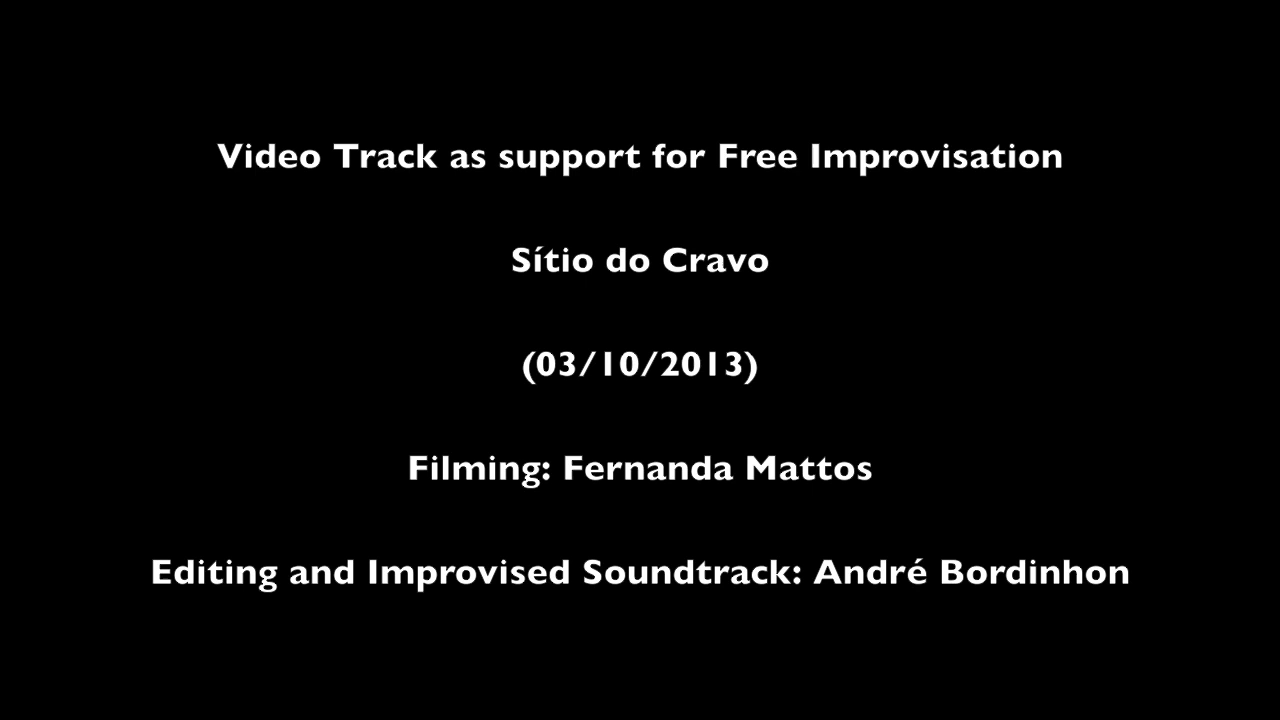 Video Track as support for Free Improvisation
Sítio do Cravo
(03/10/2013)
Filming: Fernanda Mattos
Editing and Improvised Soundtrack: André Bordinhon